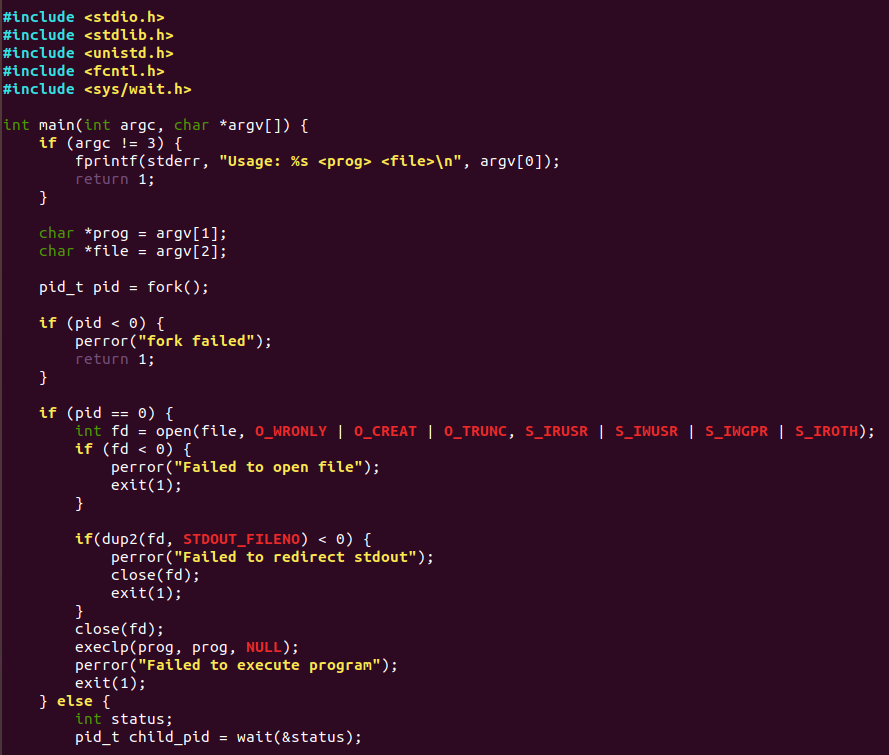 #include <stdio.h>
#include <stdlib.h>
#include <unistd.h>
#include <fcntl.h>
#include <sys/wait.h>

int main(int argc, char *argv[]) {
    if (argc != 3) {
        fprintf(stderr, "Usage: %s <prog> <file>\n", argv[0]);
        return 1;
    }

    char *prog = argv[1];
    char *file = argv[2];

    pid_t pid = fork();

    if (pid < 0) {
        perror("fork failed");
        return 1;
    }

    if (pid == 0) {
        int fd = open(file, O_WRONLY | O_CREAT | O_TRUNC, S_IRUSR | S_IWUSR | S_IWGPR | S_IROTH);
        if (fd < 0) {
            perror("Failed to open file");
            exit(1);
        }

        if(dup2(fd, STDOUT_FILENO) < 0) {
            perror("Failed to redirect stdout");
            close(fd);
            exit(1);
        }
        close(fd);
        execlp(prog, prog, NULL);
        perror("Failed to execute program");
        exit(1);
    } else {
        int status;
        pid_t child_pid = wait(&status);